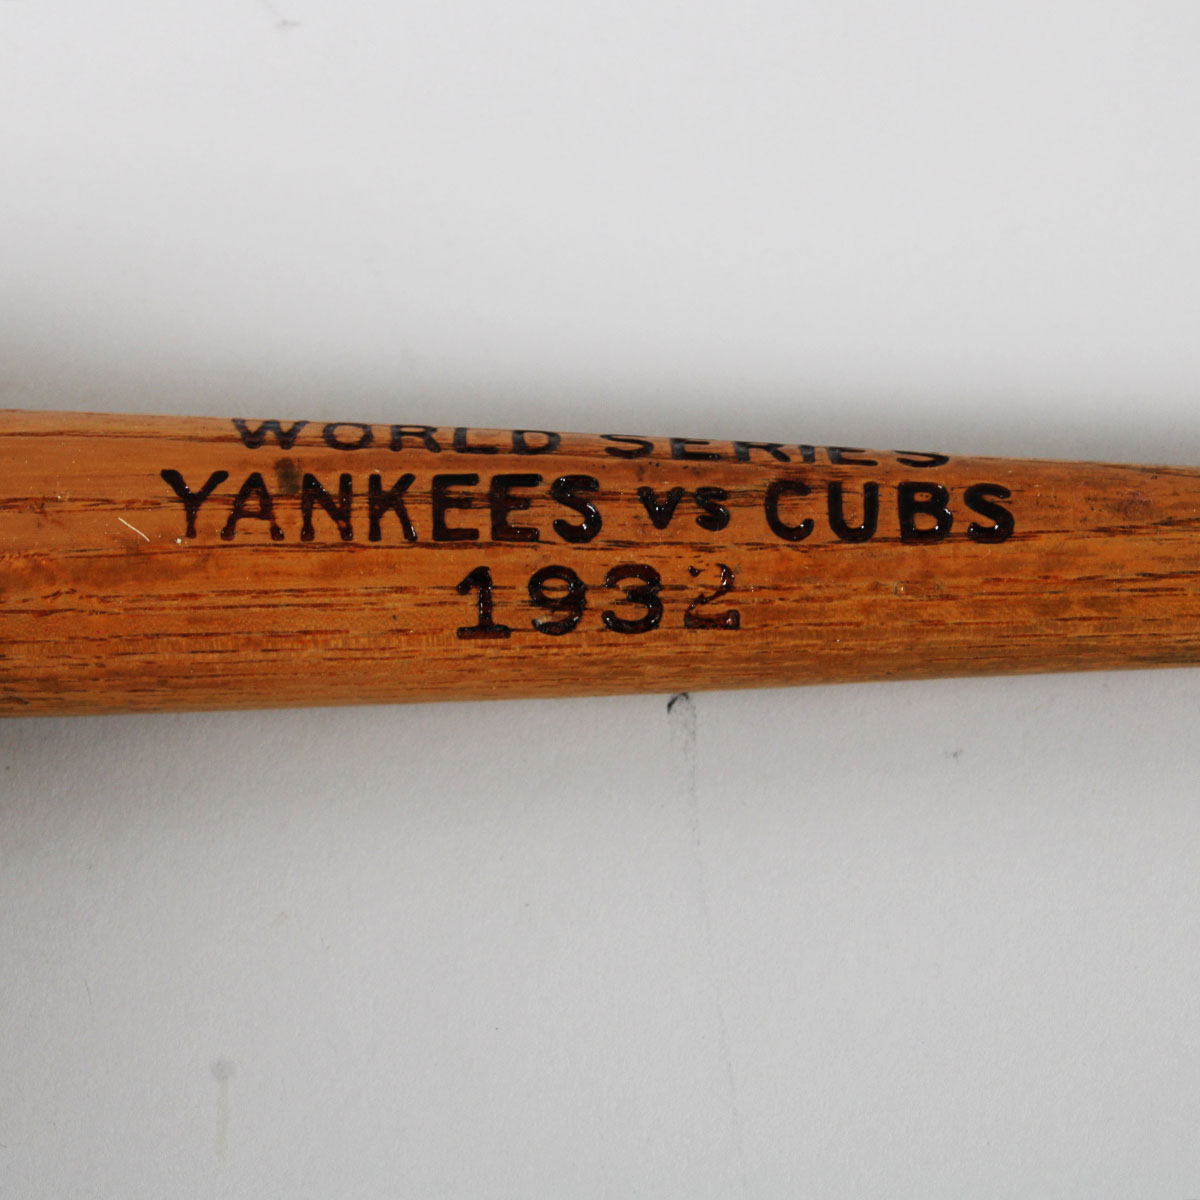 WORLD SERIES
YANKEES vs CUBS
1932